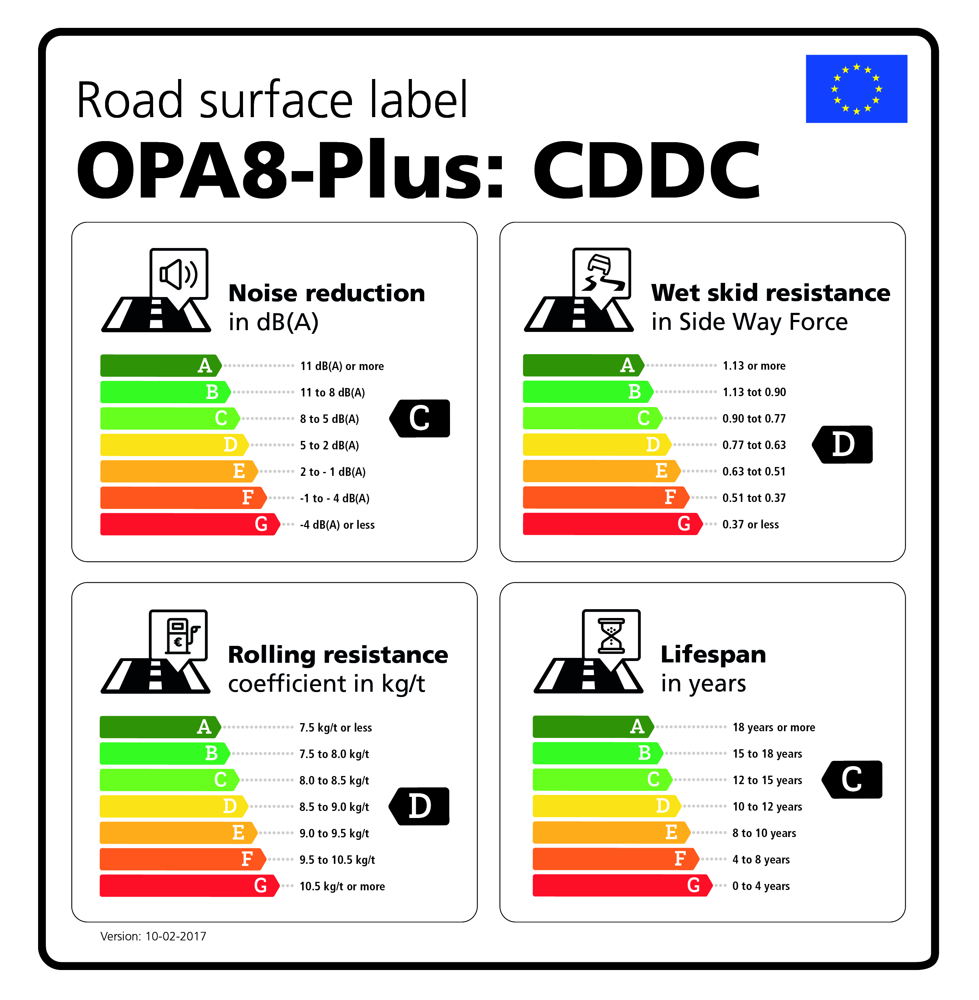 Road surface label
OPA8-Plus: CDDC
Noise reduction
in dB(A)
A 11 dB(A) or more
B 11 to 8 dB(A)
C 8 to 5 dB(A)
C
D 5 to 2 dB(A)
E 2 to - 1 dB(A)
F -1 to - 4 dB(A)
G -4 dB(A) or less
Wet skid resistance
in Side Way Force
A 1.13 or more
B 1.13 tot 0.90
C 0.90 tot 0.77
D 0.77 tot 0.63
D
E 0.63 tot 0.51
F 0.51 tot 0.37
G 0.37 or less
€
Rolling resistance
coefficient in kg/t
A 7.5 kg/t or less
B 7.5 to 8.0 kg/t
C 8.0 to 8.5 kg/t
D 8.5 to 9.0 kg/t
D
E 9.0 to 9.5 kg/t
F 9.5 to 10.5 kg/t
G 10.5 kg/t or more
Lifespan
in years
A 18 years or more
B 15 to 18 years
C 12 to 15 years
C
D 10 to 12 years
E 8 to 10 years
F 4 to 8 years
G 0 to 4 years
Version: 10-02-2017